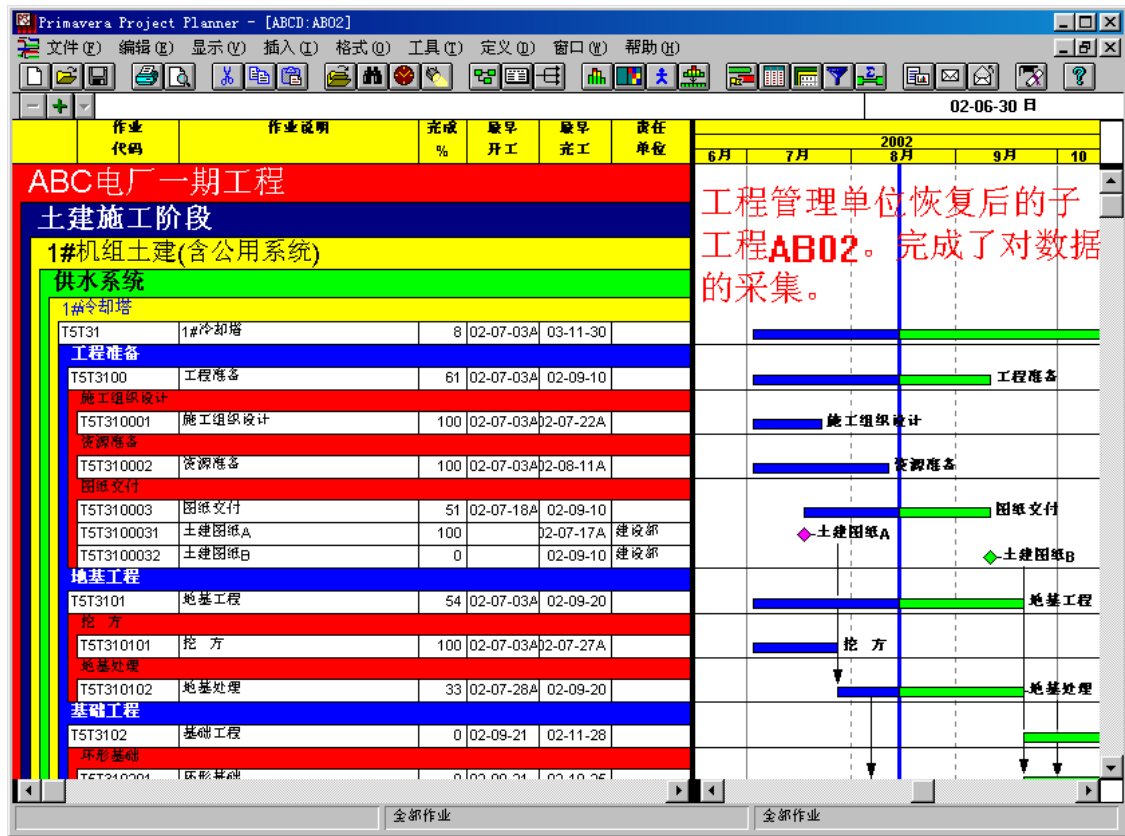 Primavera Project Planner - [ABCD:AB02]
文件(F) 编辑(E) 显示(V) 插入(I) 格式(O) 工具(T) 定义(D) 窗口(W) 帮助(H)
02-06-30 日
作业 作业说明 完成 最早 最早 责任
代码 % 开工 完工 单位
2002
6月 7月 8月 9月 10
ABC电厂一期工程
土建施工阶段
1#机组土建(含公用系统)
供水系统
1#冷却塔
工程管理单位恢复后的子
工程AB02。完成了对数据
的采集。
T5T31 1#冷却塔 8 02-07-03A 03-11-30
工程准备
T5T3100 工程准备 61 02-07-03A 02-09-10 工程准备
施工组织设计
T5T310001 施工组织设计 100 02-07-03A 02-07-22A 施工组织设计
资源准备
T5T310002 资源准备 100 02-07-03A 02-08-11A 资源准备
图纸交付
T5T310003 图纸交付 51 02-07-18A 02-09-10 图纸交付
T5T3100031 土建图纸A 100 02-07-17A 建设部 土建图纸A
T5T3100032 土建图纸B 0 02-09-10 建设部 土建图纸B
地基工程
T5T3101 地基工程 54 02-07-03A 02-09-20 地基工程
挖 方
T5T310101 挖 方 100 02-07-03A 02-07-27A 挖 方
地基处理
T5T310102 地基处理 33 02-07-28A 02-09-20 地基处理
基础工程
T5T3102 基础工程 0 02-09-21 02-11-28
环形基础
T5T310201 环形基础 0 02-09-21 02-10-25
全部作业 全部作业